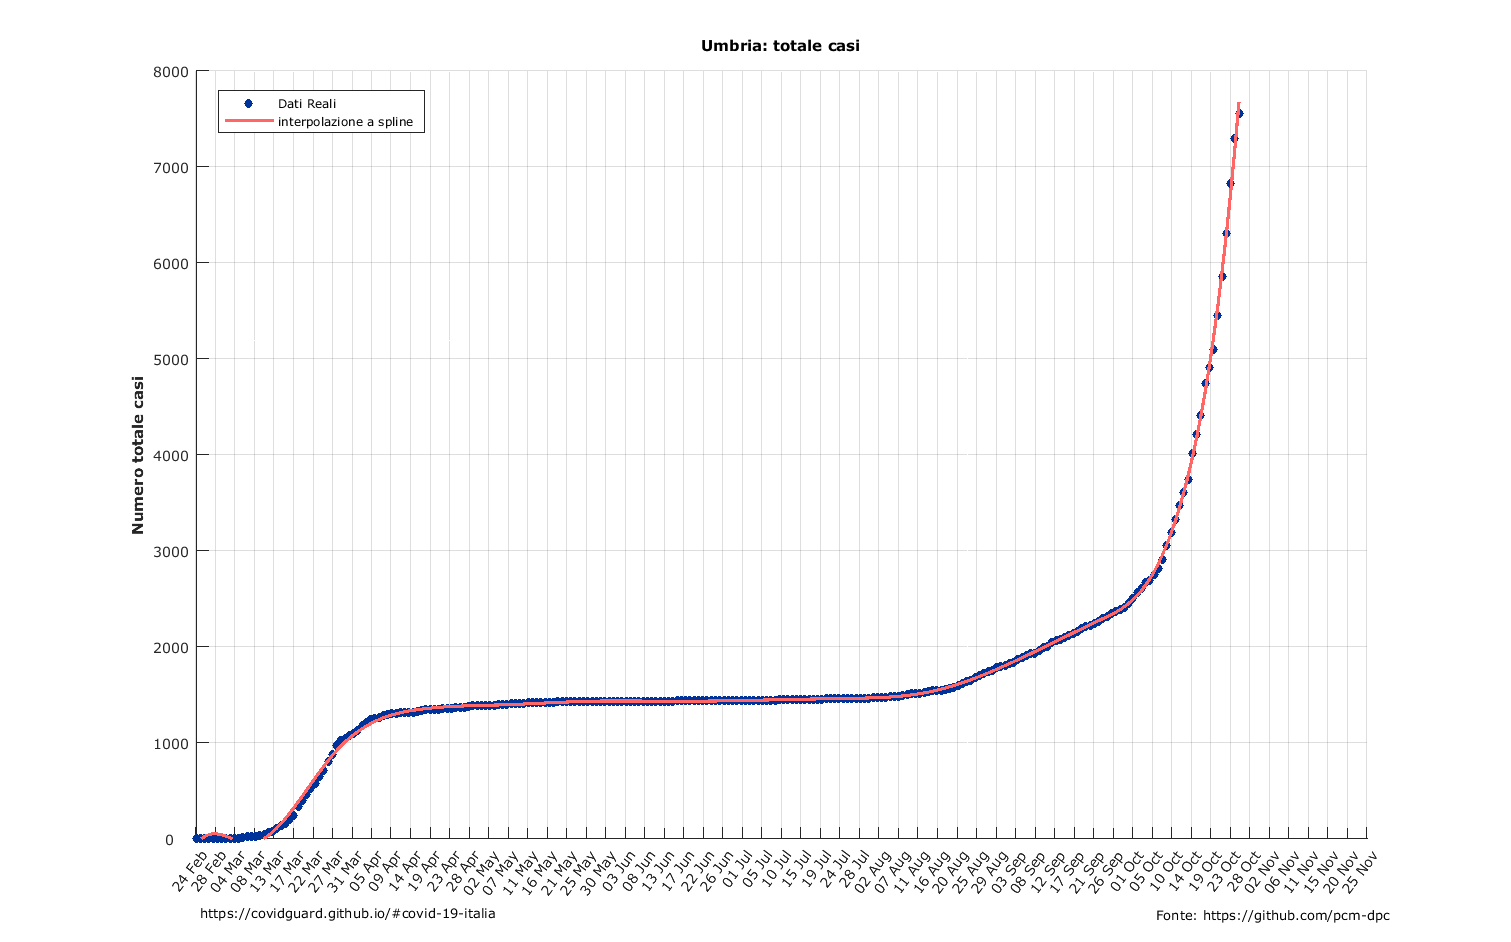 Umbria: totale casi
8000
7000
6000
5000
4000
3000
2000
1000
0
Numero totale casi
Dati Reali
interpolazione a spline
24 Feb
28 Feb
04 Mar
08 Mar
13 Mar
17 Mar
22 Mar
27 Mar
31 Mar
05 Apr
09 Apr
14 Apr
19 Apr
23 Apr
28 Apr
02 May
07 May
11 May
16 May
21 May
25 May
30 May
03 Jun
08 Jun
13 Jun
17 Jun
22 Jun
26 Jun
01 Jul
05 Jul
10 Jul
15 Jul
19 Jul
24 Jul
28 Jul
02 Aug
07 Aug
11 Aug
16 Aug
20 Aug
25 Aug
29 Aug
03 Sep
08 Sep
12 Sep
17 Sep
21 Sep
26 Sep
01 Oct
05 Oct
10 Oct
14 Oct
19 Oct
23 Oct
28 Oct
02 Nov
06 Nov
11 Nov
15 Nov
20 Nov
25 Nov
https://covidguard.github.io/#covid-19-italia
Fonte: https://github.com/pcm-dpc